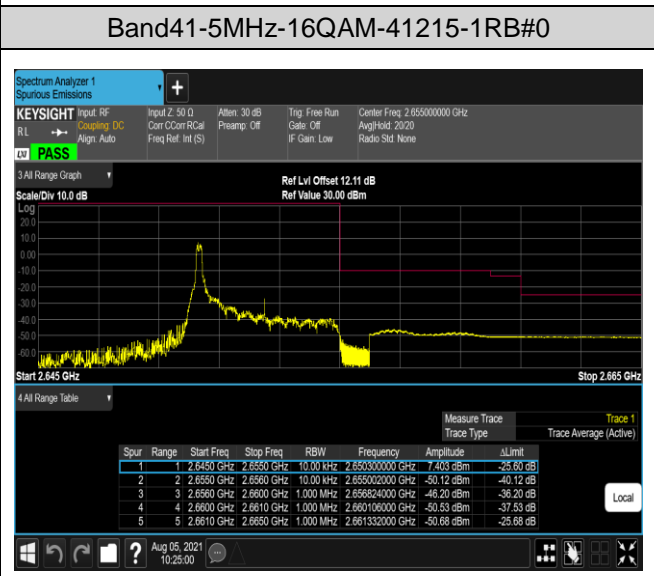 Band41-5MHz-16QAM-41215-1RB#0
Spectrum Analyzer 1
Spurious Emissions
+
KEYSIGHT Input: RF Input Z: 50 Ω Atten: 30 dB Trig: Free Run Center Freq: 2.655000000 GHz
RL Coupling: DC Corr CCorr RCal Preamp: Off Gate: Off Avg|Hold: 20/20
Align: Auto Freq Ref: Int (S) IF Gain: Low Radio Std: None
LXI PASS
3 All Range Graph
Ref Lvl Offset 12.11 dB
Scale/Div 10.0 dB Ref Value 30.00 dBm
Log
20.0
10.0
0.00
-10.0
-20.0
-30.0
-40.0
-50.0
-60.0
Start 2.645 GHz Stop 2.665 GHz
4 All Range Table
Measure Trace Trace 1
Trace Type Trace Average (Active)
Spur Range Start Freq Stop Freq RBW Frequency Amplitude ΔLimit
1 1 2.6450 GHz 2.6550 GHz 10.00 kHz 2.650300000 GHz 7.403 dBm -25.60 dB
2 2 2.6550 GHz 2.6560 GHz 10.00 kHz 2.655002000 GHz -50.12 dBm -40.12 dB
3 3 2.6560 GHz 2.6600 GHz 1.000 MHz 2.656824000 GHz -46.20 dBm -36.20 dB
4 4 2.6600 GHz 2.6610 GHz 1.000 MHz 2.660106000 GHz -50.53 dBm -37.53 dB
5 5 2.6610 GHz 2.6650 GHz 1.000 MHz 2.661332000 GHz -50.68 dBm -25.68 dB
Local
? Aug 05, 2021
10:25:00